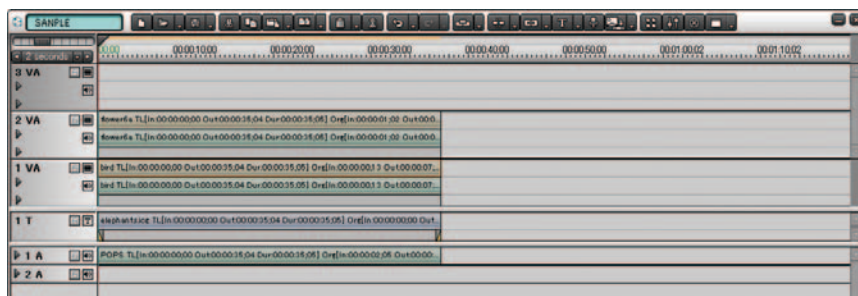 SANPLE
2 seconds
00;00 00:00:10;00 00:00:20;00 00:00:30;00 00:00:40;00 00:00:50;00 00:01:00;02 00:01:10;02
3 VA
2 VA
flower6a TL[In:00:00:00;00 Out:00:00:35;04 Dur:00:00:35;05] Org[In:00:00:01;02 Out:00:0...
flower6a TL[In:00:00:00;00 Out:00:00:35;04 Dur:00:00:35;05] Org[In:00:00:01;02 Out:00:0...
1 VA
bird TL[In:00:00:00;00 Out:00:00:35;04 Dur:00:00:35;05] Org[In:00:00:00;13 Out:00:00:07;...
bird TL[In:00:00:00;00 Out:00:00:35;04 Dur:00:00:35;05] Org[In:00:00:00;13 Out:00:00:07;...
1 T
elephantsice TL[In:00:00:00;00 Out:00:00:35;04 Dur:00:00:35;05] Org[In:00:00:00;00 Out...
1 A
POPS TL[In:00:00:00;00 Out:00:00:35;04 Dur:00:00:35;05] Org[In:00:00:02;05 Out:00:00:...
2 A